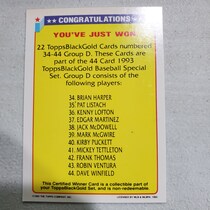 CONGRATULATIONS
YOU'VE JUST WON
22 ToppsBlackGold Cards numbered
34-44 Group D. These Cards are
part of the 44 Card 1993
ToppsBlackGold Baseball Special
Set. Group D consists of the
following players:
34. BRIAN HARPER
35. PAT LISTACH
36. KENNY LOFTON
37. EDGAR MARTINEZ
38. JACK McDOWELL
39. MARK McGWIRE
40. KIRBY PUCKETT
41. MICKEY TETTLETON
42. FRANK THOMAS
43. ROBIN VENTURA
44. DAVE WINFIELD
This Certified Winner Card is a collectible part of
your ToppsBlackGold Set, and is non-redeemable.